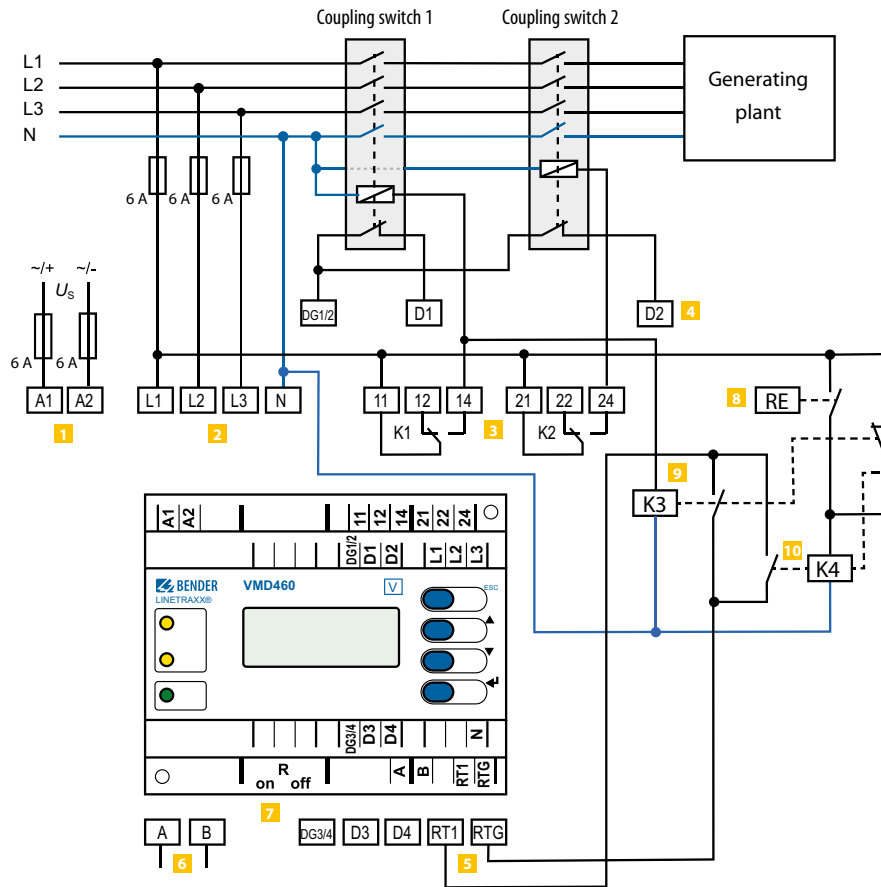 Coupling switch 1 Coupling switch 2
L1
L2
L3
N
Generating
plant
6 A 6 A 6 A
~/+ ~/-
US
DG1/2 D1 D2 4
6 A 6 A
A1 A2 L1 L2 L3 N 11 12 14 21 22 24
8 RE
1 2 K1 3 K2
9
K3
10
K4
A1 A2 11 12 14 21 22 24
DG1/2 D1 D2 L1 L2 L3
BENDER VMD460 V ESC
LINETRAXX®
DG3/4 D3 D4 N
R
on off A B RT1 RTG
7
A B DG3/4 D3 D4 RT1 RTG
6 5